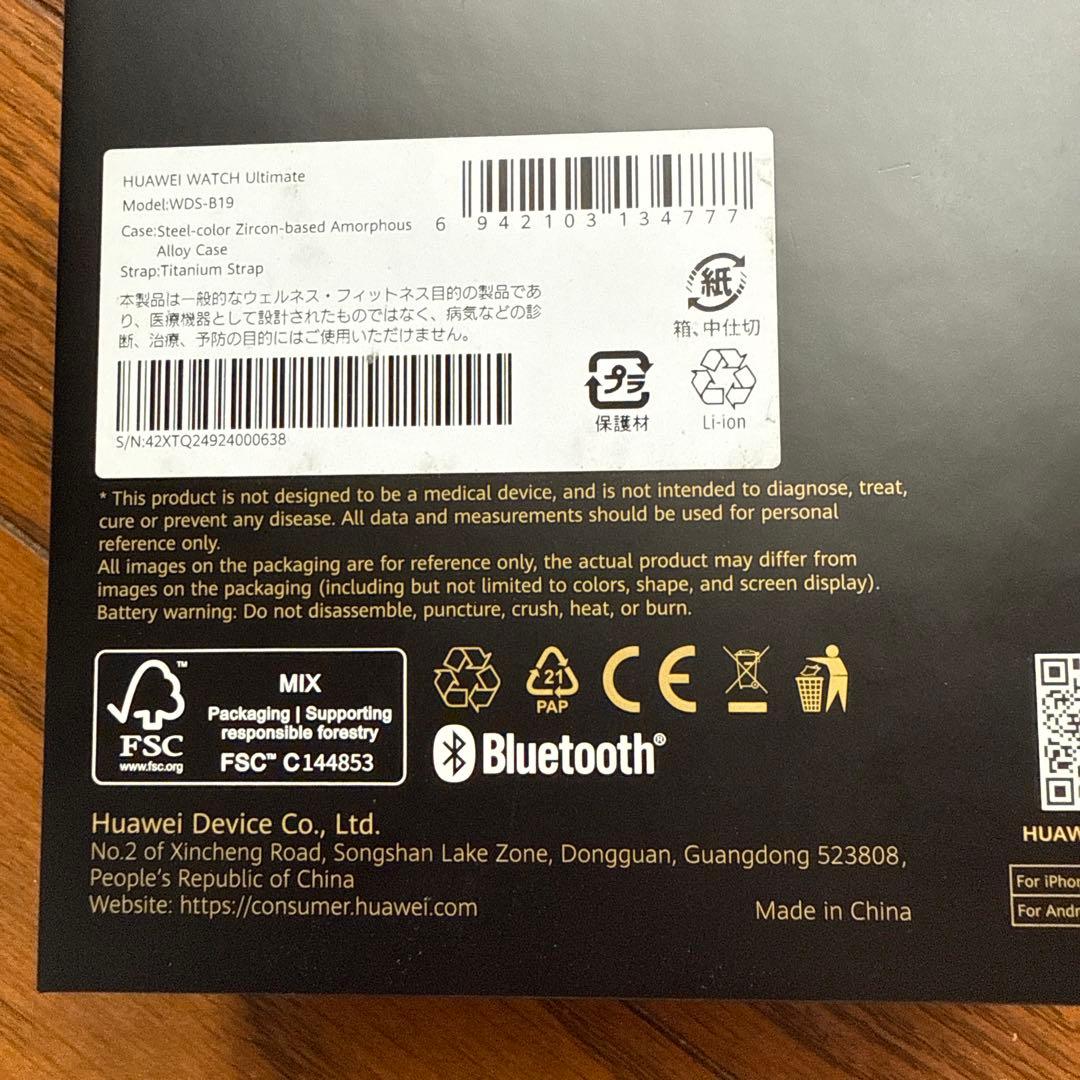 HUAWEI WATCH Ultimate
Model:WDS-B19
Case:Steel-color Zircon-based Amorphous
Alloy Case
Strap:Titanium Strap
6 942103 134777
本製品は一般的なウェルネス・フィットネス目的の製品であ
り、医療機器として設計されたものではなく、病気などの診
断、治療、予防の目的にはご使用いただけません。
S/N:42XTQ24924000638
紙
箱、中仕切
プラ
保護材
Li-ion
* This product is not designed to be a medical device, and is not intended to diagnose, treat,
cure or prevent any disease. All data and measurements should be used for personal
reference only.
All images on the packaging are for reference only, the actual product may differ from
images on the packaging (including but not limited to colors, shape, and screen display).
Battery warning: Do not disassemble, puncture, crush, heat, or burn.
FSC
www.fsc.org
MIX
Packaging | Supporting
responsible forestry
FSC™ C144853
21
PAP
CE
Bluetooth®
Huawei Device Co., Ltd.
No.2 of Xincheng Road, Songshan Lake Zone, Dongguan, Guangdong 523808,
People's Republic of China
Website: https://consumer.huawei.com
Made in China
HUAW
For iPho
For Andr